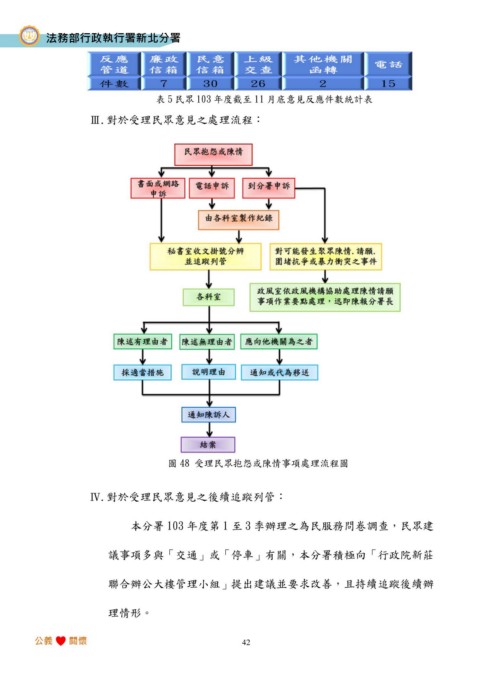 法務部行政執行署新北分署
反應管道 廉政信箱 民意信箱 上級交查 其他機關函轉 電話
件數 7 30 26 2 15
表 5 民眾 103 年度截至 11 月底意見反應件數統計表
Ⅲ. 對於受理民眾意見之處理流程：
民眾抱怨或陳情
書面或網路
申訴
電話申訴
到分署申訴
由各科室製作紀錄
秘書室收文掛號分辦
並追蹤列管
對可能發生聚眾陳情.請願.
圍堵抗爭或暴力衝突之事件
各科室
政風室依政風機構協助處理陳情請願
事項作業要點處理，迅即陳報分署長
陳述有理由者
陳述無理由者
應向他機關為之者
採適當措施
說明理由
通知或代為移送
通知陳訴人
結案
圖 48 受理民眾抱怨或陳情事項處理流程圖
Ⅳ. 對於受理民眾意見之後續追蹤列管：
本分署 103 年度第 1 至 3 季辦理之為民服務問卷調查，民眾建
議事項多與「交通」或「停車」有關，本分署積極向「行政院新莊
聯合辦公大樓管理小組」提出建議並要求改善，且持續追蹤後續辦
理情形。
公義 關懷
42